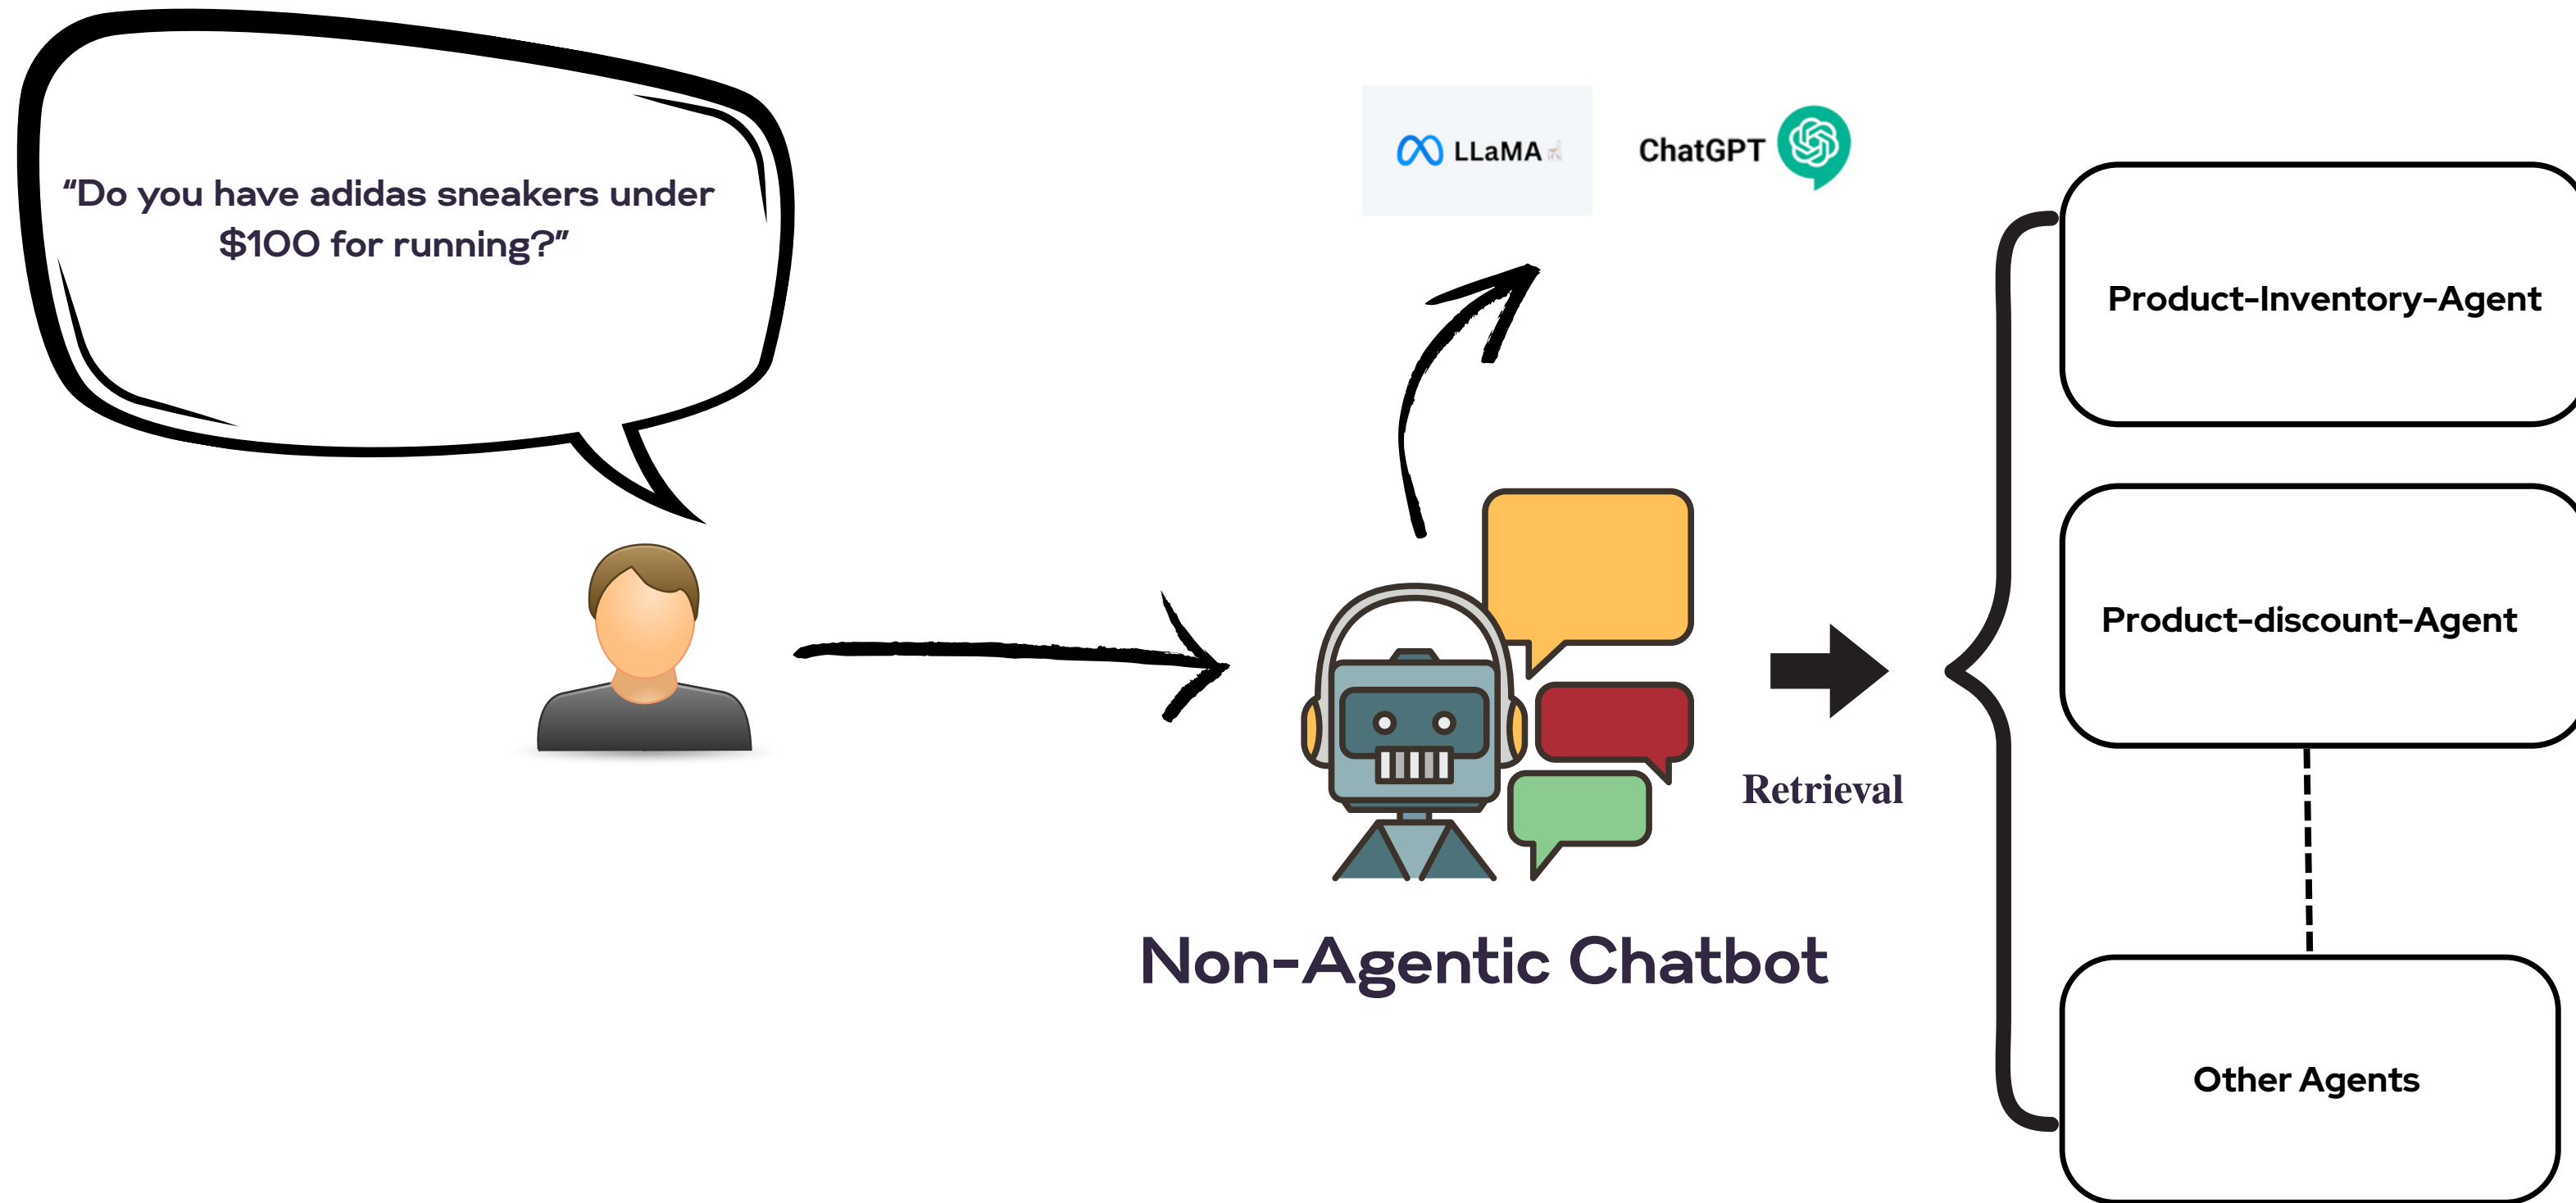 “Do you have adidas sneakers under
$100 for running?”
LLaMA
ChatGPT
Product-Inventory-Agent
Product-discount-Agent
Retrieval
Non-Agentic Chatbot
Other Agents